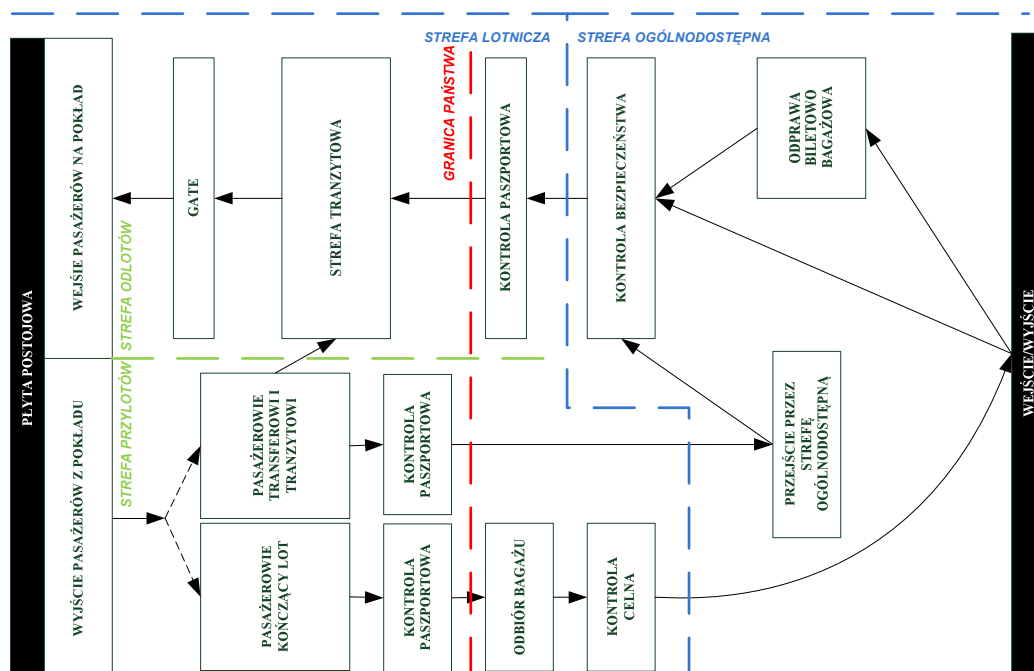 STREFA LOTNICZA
STREFA OGÓLNODOSTĘPNA
PŁYTA POSTOJOWA
WEJŚIE PASAŻERÓW NA POKŁAD
STREFA ODLOTÓW
GATE
STREFA TRANZYTOWA
GRANICA PAŃSTWA
KONTROLA PASZPORTOWA
KONTROLA BEZPIECZEŃSTWA
ODPRAWA
BILETOWO
BAGAŻOWA
WEJŚCIE/WYJŚCIE
WYJŚCIE PASAŻERÓW Z POKŁADU
STREFA PRZYLOTÓW
PASAŻEROWIE
TRANSFEROWI I
TRANZYTOWI
KONTROLA
PASZPORTOWA
PRZEJŚCIE PRZEZ
STREFĘ
OGÓLNODOSTĘPNĄ
PASAŻEROWIE
KOŃCZĄCY LOT
KONTROLA
PASZPORTOWA
ODBIÓR BAGAŻU
KONTROLA
CELNA